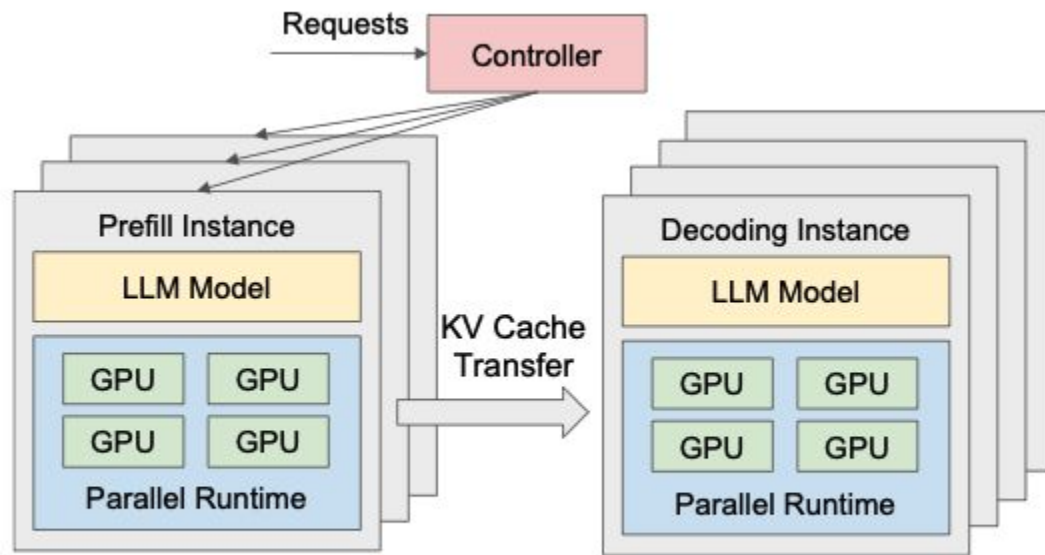 Requests
Controller
Prefill Instance
LLM Model
GPU GPU
GPU GPU
Parallel Runtime
KV Cache
Transfer
Decoding Instance
LLM Model
GPU GPU
GPU GPU
Parallel Runtime